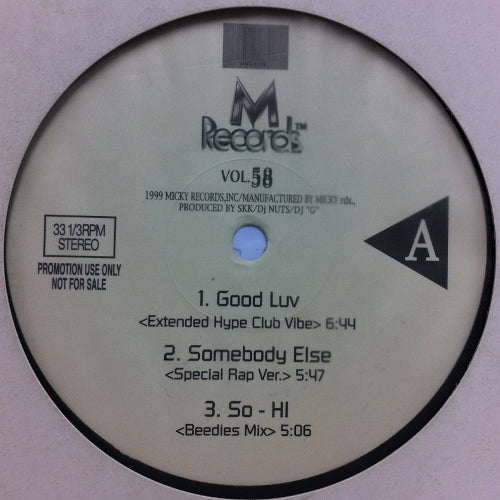 M
Records™
VOL.58
1999 MICKY RECORDS,INC/MANUFACTURED BY MICKY rds.,
PRODUCED BY SKK/Dj NUTS/DJ "G"
33 1/3RPM
STEREO
A
PROMOTION USE ONLY
NOT FOR SALE
1. Good Luv
<Extended Hype Club Vibe> 6:44
2. Somebody Else
<Special Rap Ver.> 5:47
3. So - HI
<Beedies Mix> 5:06